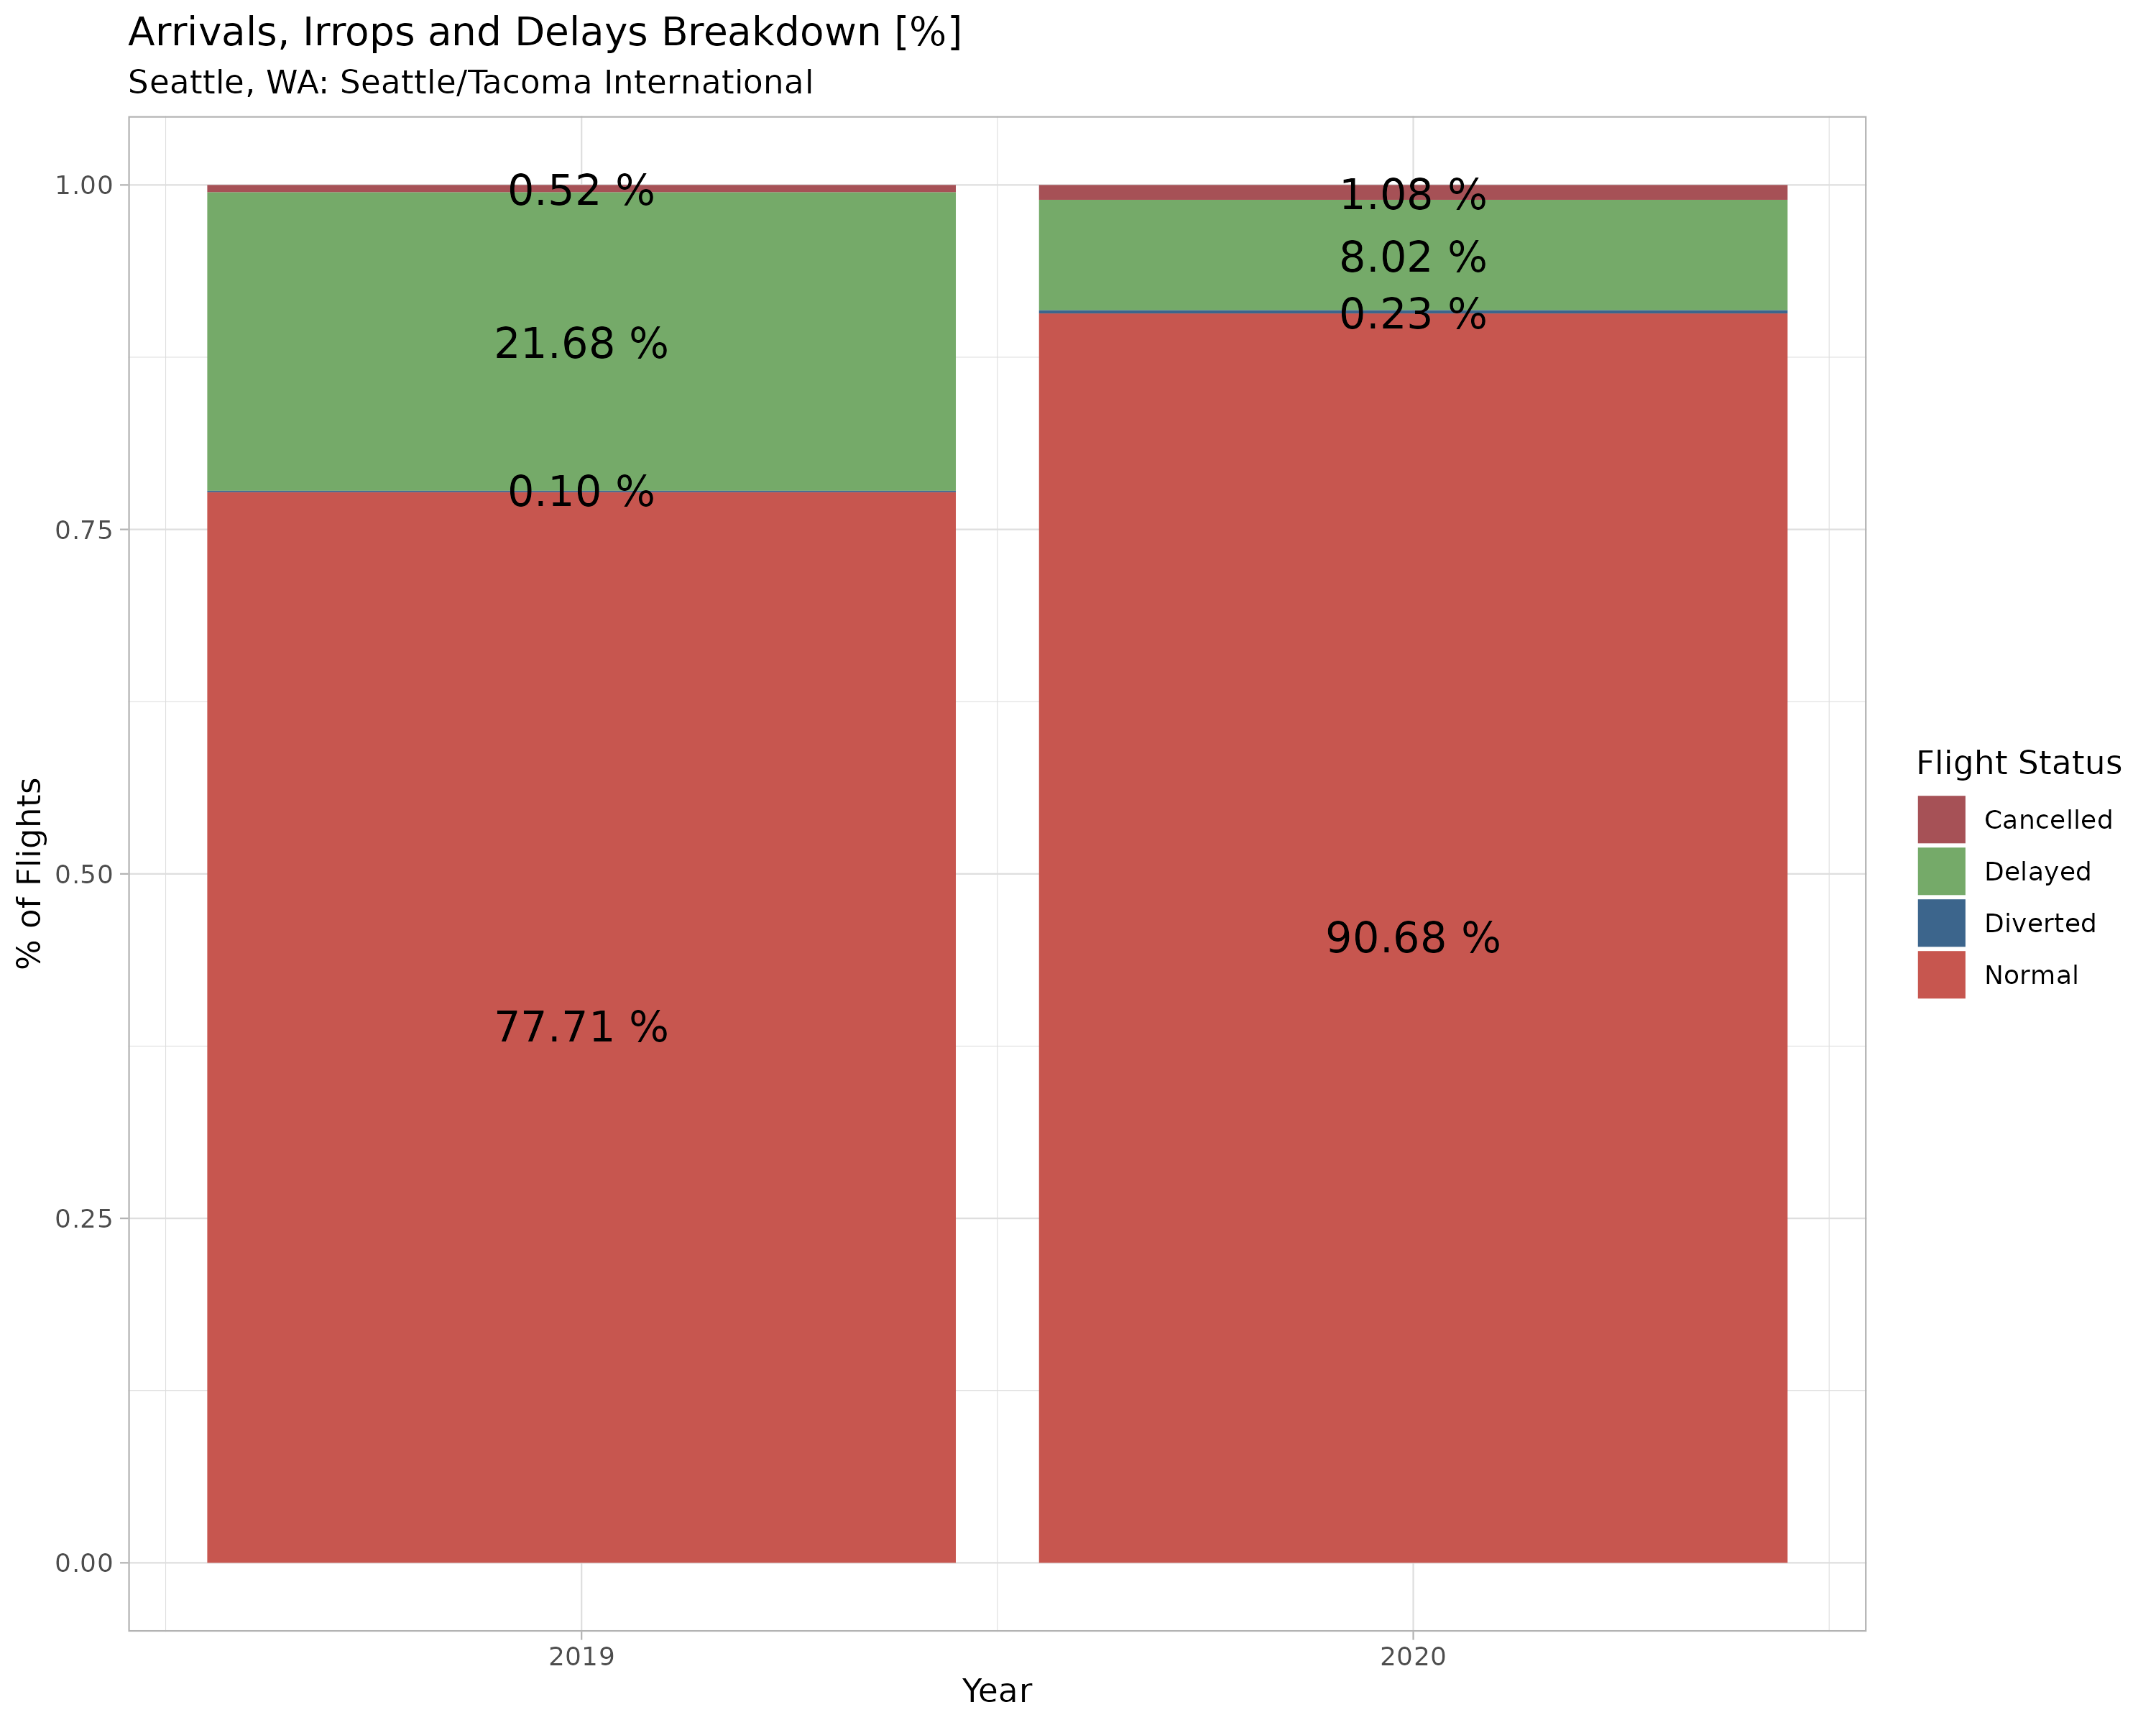 Arrivals, Irrops and Delays Breakdown [%]
Seattle, WA: Seattle/Tacoma International
% of Flights
1.00
0.75
0.50
0.25
0.00
0.52 %
21.68 %
0.10 %
77.71 %
1.08 %
8.02 %
0.23 %
90.68 %
2019
2020
Year
Flight Status
Cancelled
Delayed
Diverted
Normal